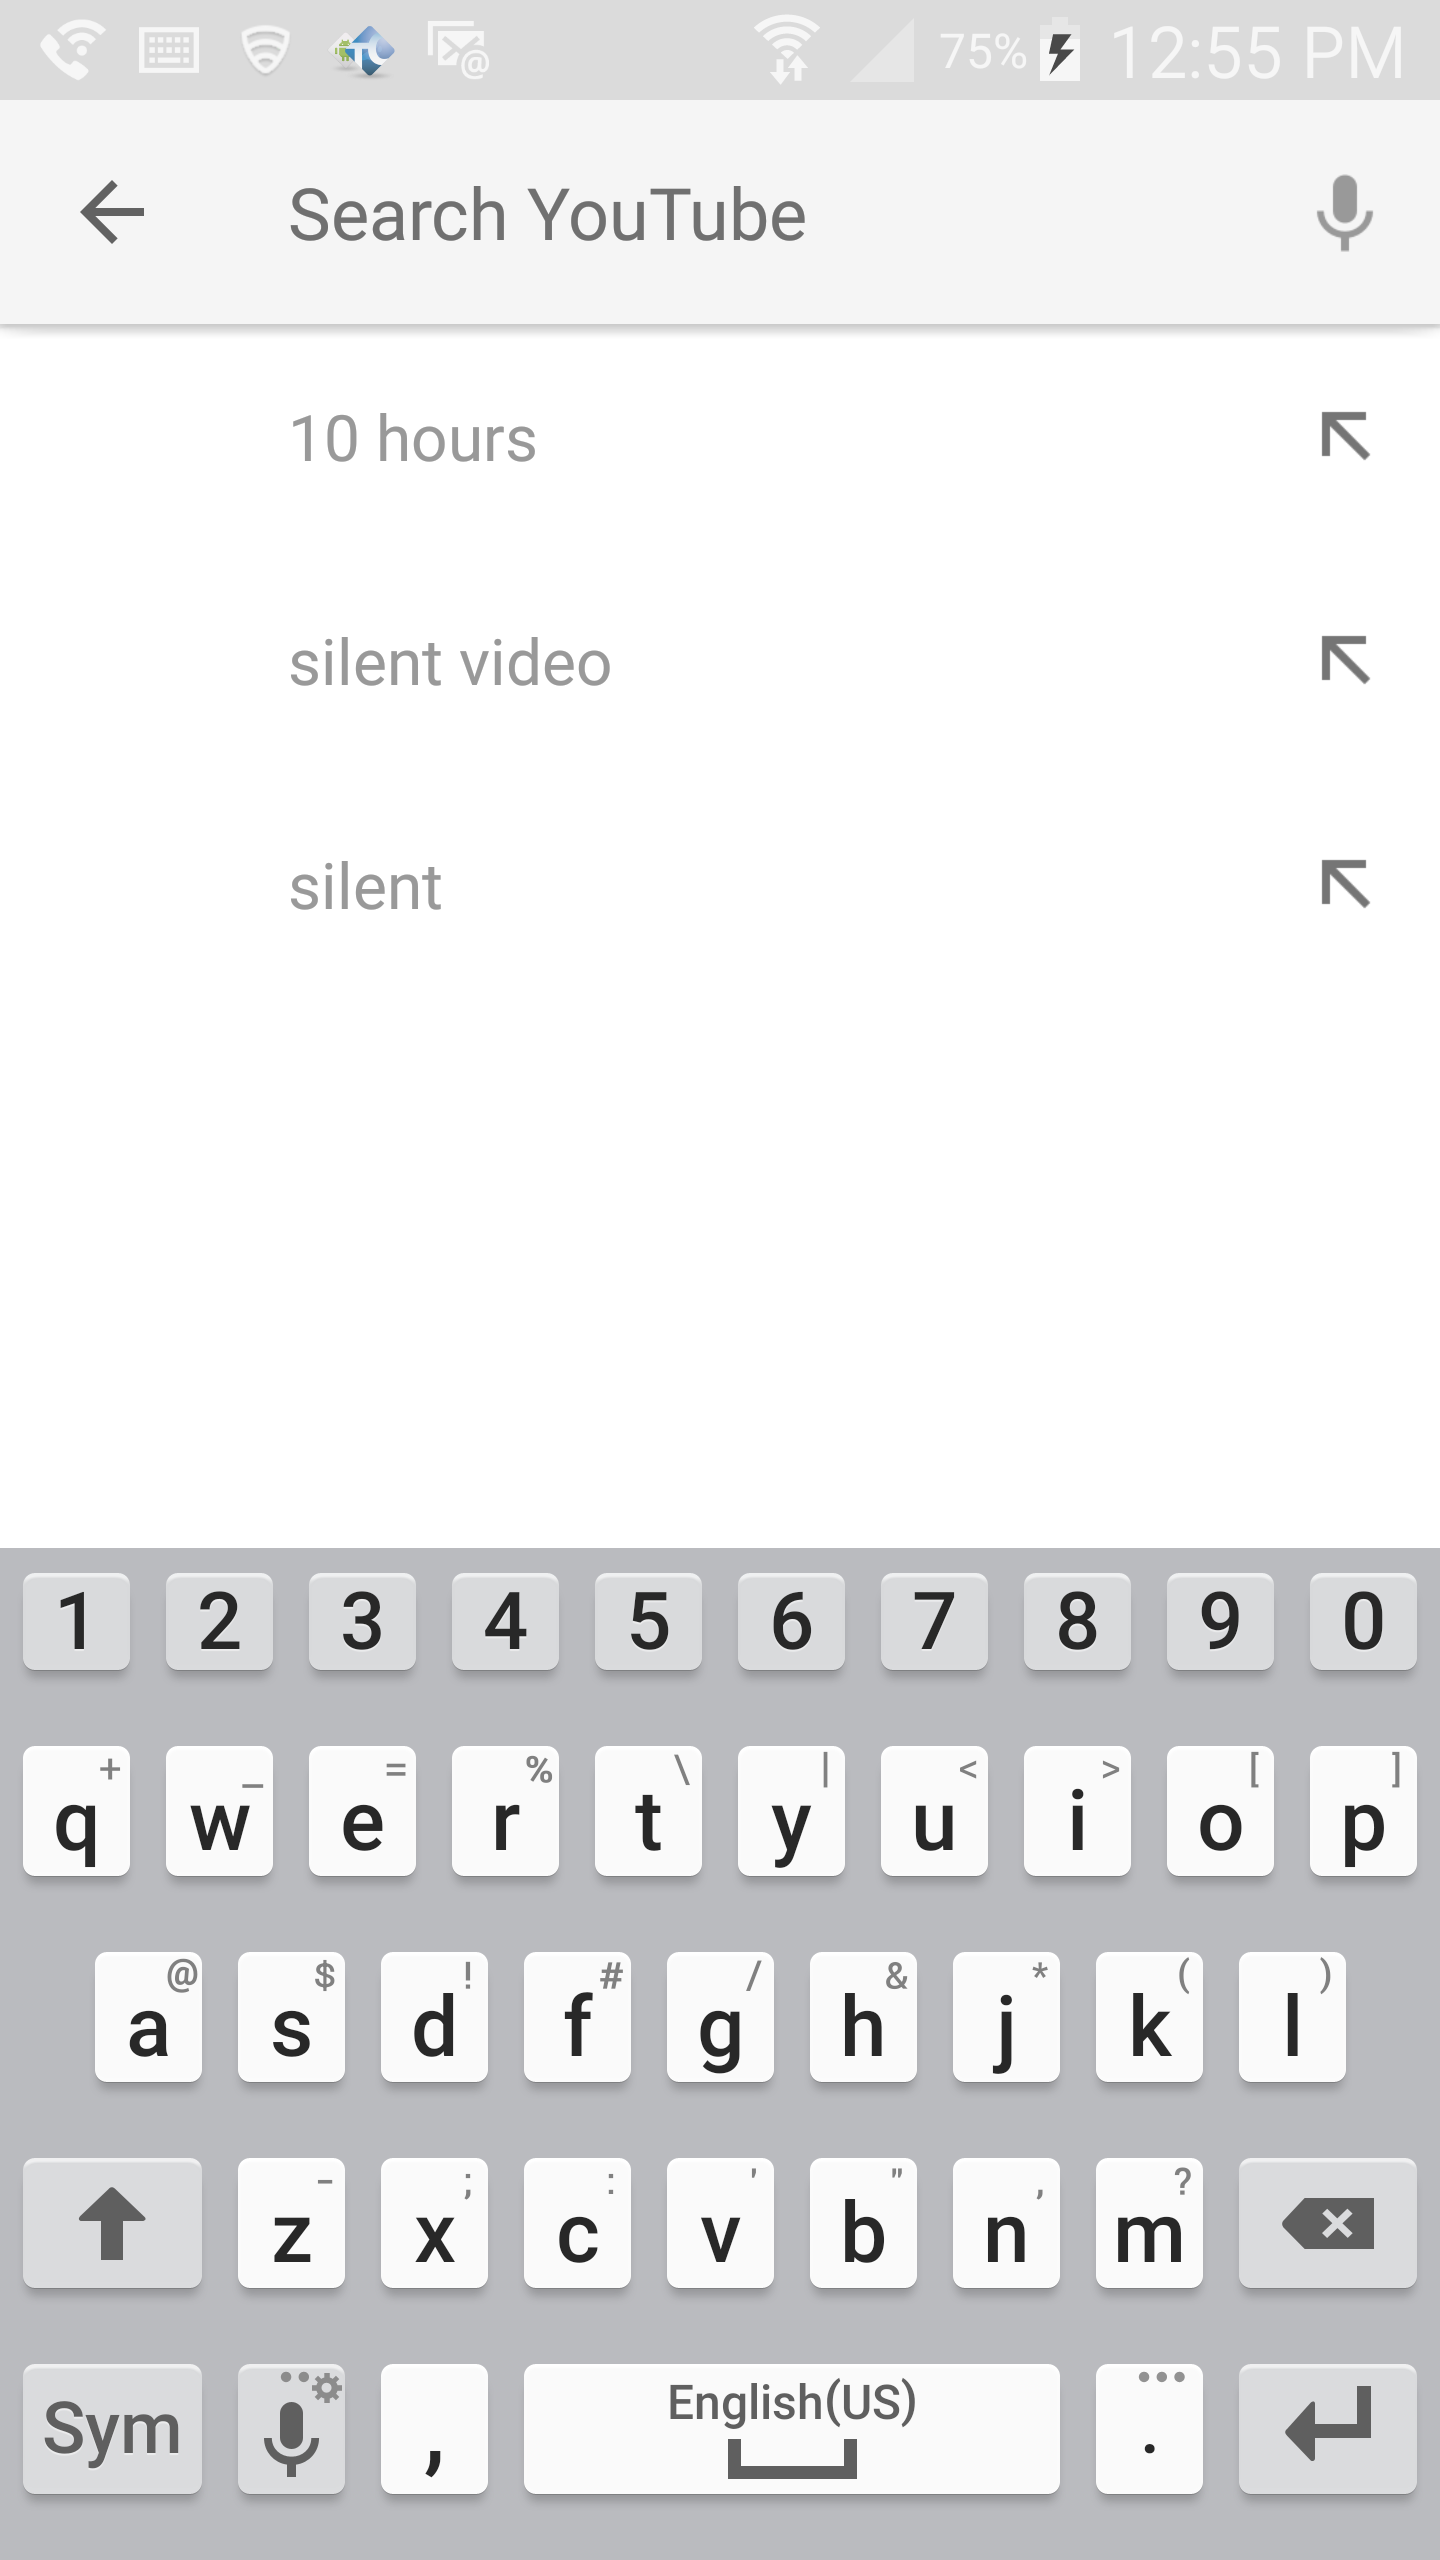 75% 12:55 PM
Search YouTube
10 hours
silent video
silent
1 2 3 4 5 6 7 8 9 0
+ _ = % \ | < > [ ]
q w e r t y u i o p
@ $ ! # / & * ( )
a s d f g h j k l
- ; : ' " , ?
z x c v b n m
Sym , English(US) .